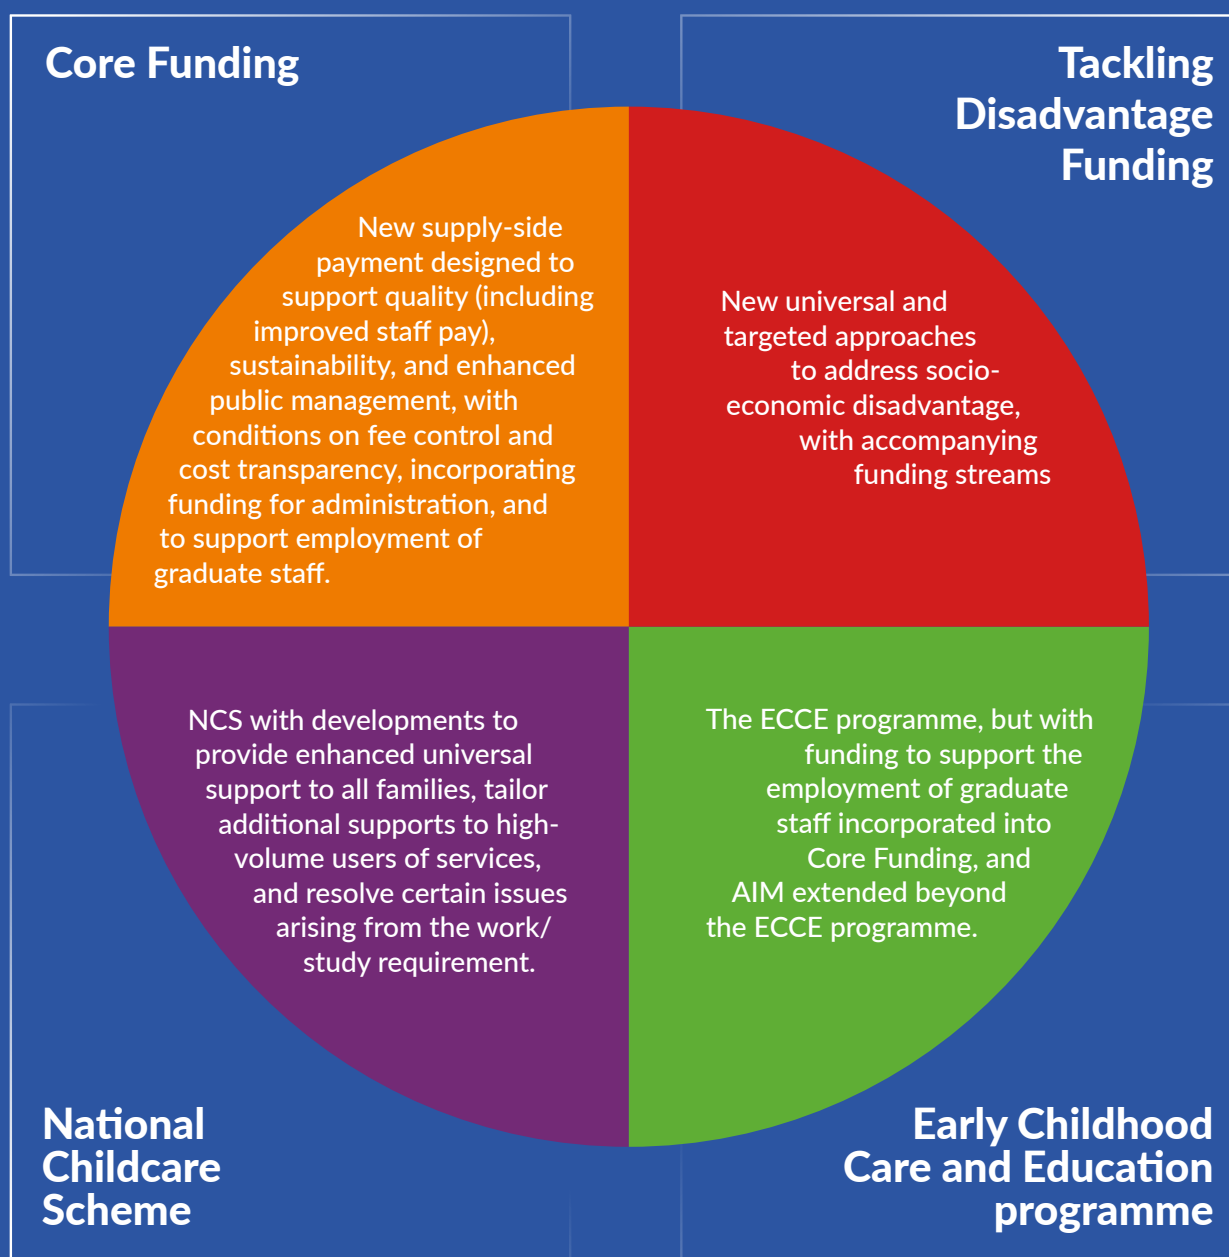 Core Funding
New supply-side
payment designed to
support quality (including
improved staff pay),
sustainability, and enhanced
public management, with
conditions on fee control and
cost transparency, incorporating
funding for administration, and
to support employment of
graduate staff.
Tackling
Disadvantage
Funding
New universal and
targeted approaches
to address socio-
economic disadvantage,
with accompanying
funding streams
NCS with developments to
provide enhanced universal
support to all families, tailor
additional supports to high-
volume users of services,
and resolve certain issues
arising from the work/
study requirement.
National
Childcare
Scheme
The ECCE programme, but with
funding to support the
employment of graduate
staff incorporated into
Core Funding, and
AIM extended beyond
the ECCE programme.
Early Childhood
Care and Education
programme